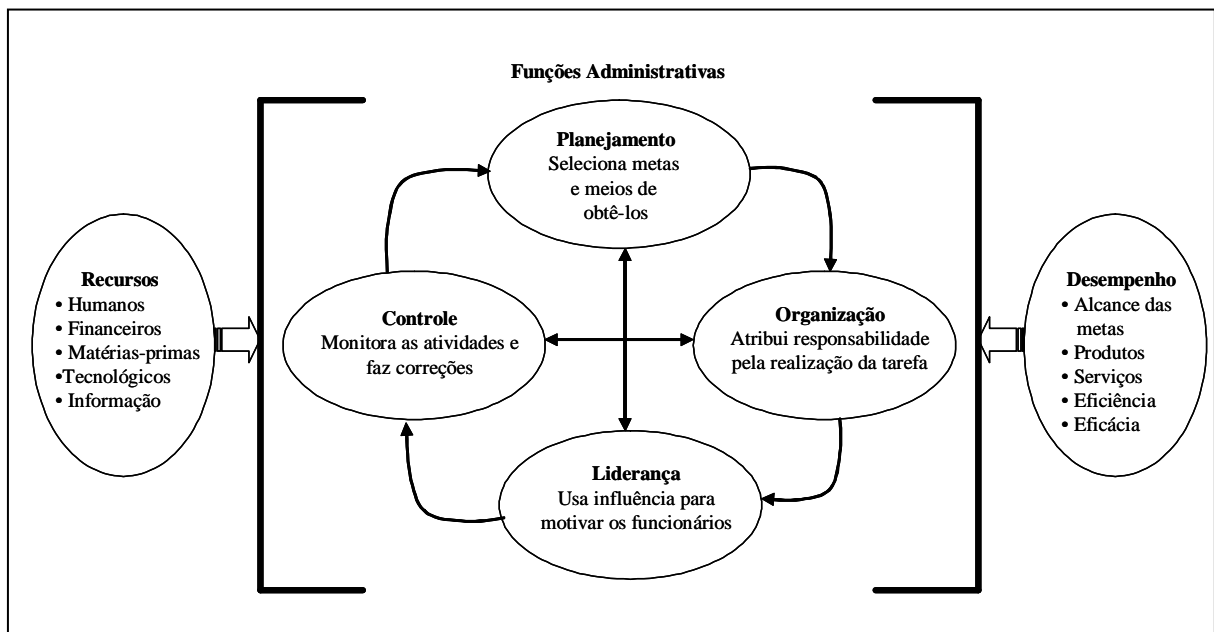 Funções Administrativas
Planejamento
Seleciona metas
e meios de
obtê-los
Recursos
• Humanos
• Financeiros
• Matérias-primas
•Tecnológicos
• Informação
Controle
Monitora as atividades e
faz correções
Organização
Atribui responsabilidade
pela realização da tarefa
Desempenho
• Alcance das
metas
• Produtos
• Serviços
• Eficiência
• Eficácia
Liderança
Usa influência para
motivar os funcionários